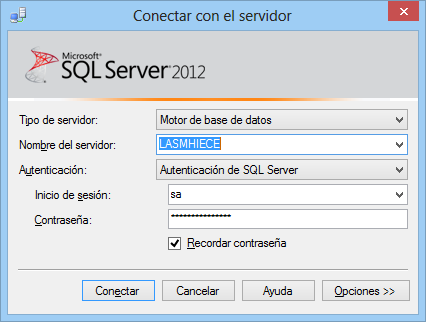 Conectar con el servidor
Microsoft
SQL Server 2012
Tipo de servidor: Motor de base de datos
Nombre del servidor: LASMHIECE
Autenticación: Autenticación de SQL Server
Inicio de sesión: sa
Contraseña: ***************
Recordar contraseña
Conectar Cancelar Ayuda Opciones >>